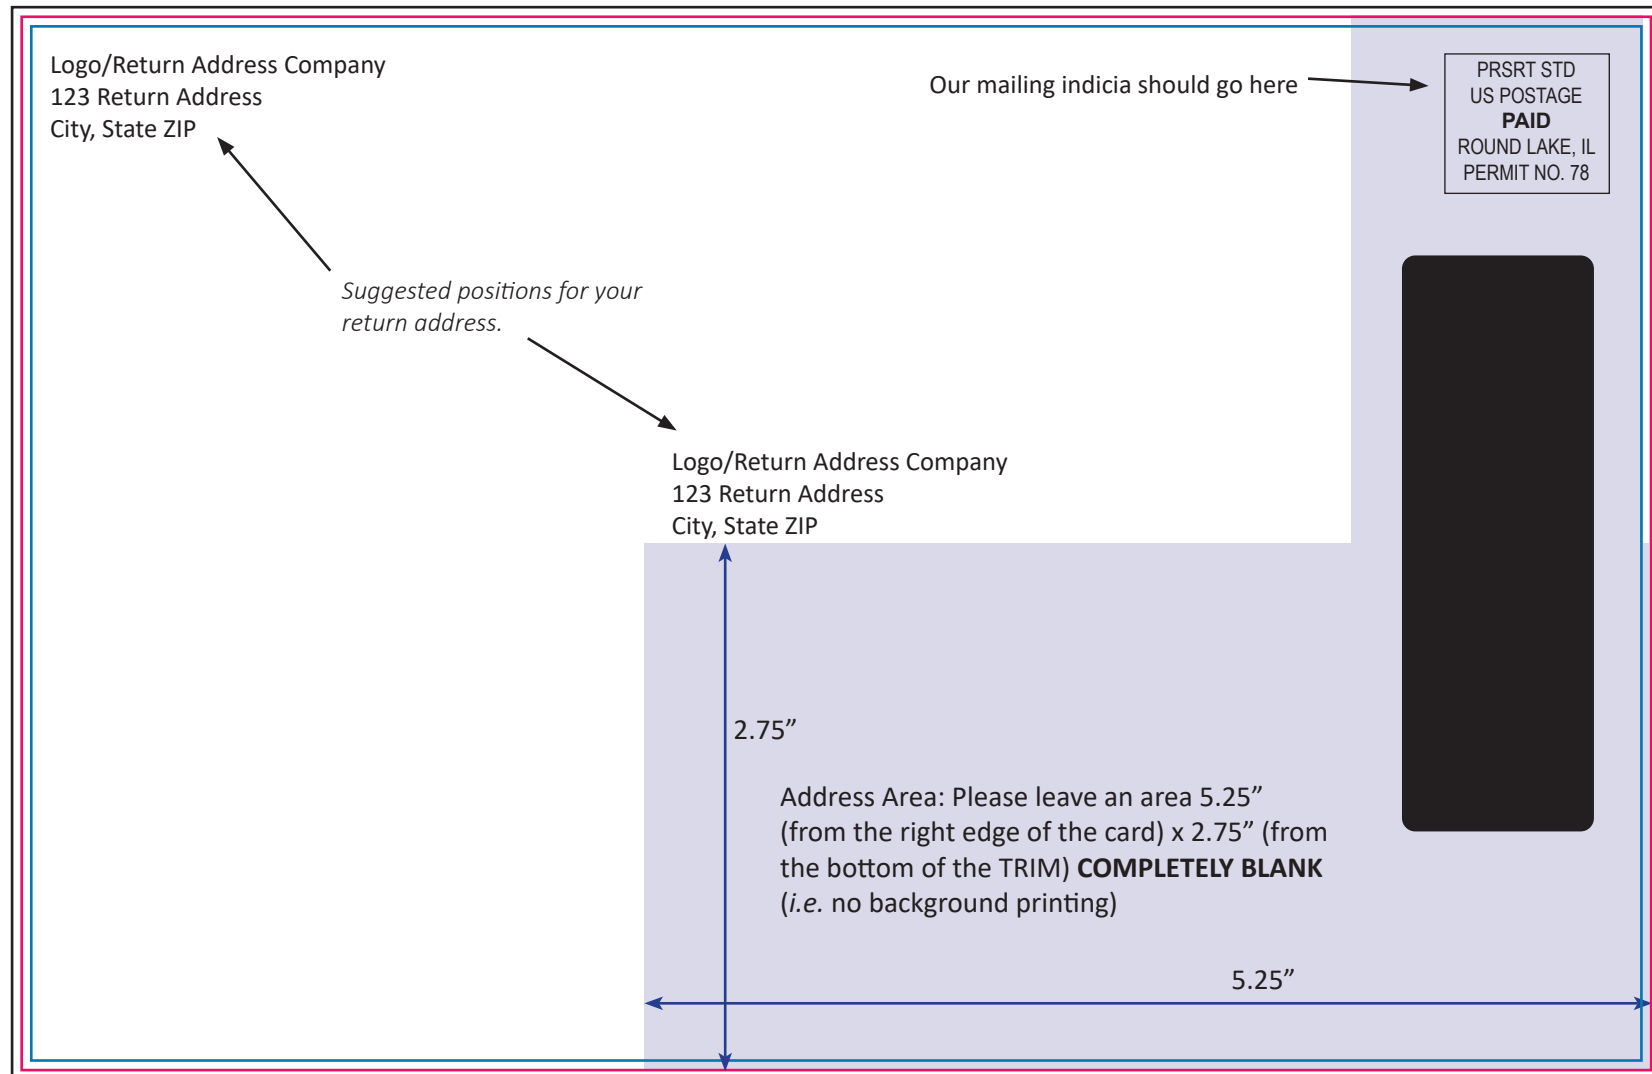 Logo/Return Address Company
123 Return Address
City, State ZIP
Our mailing indicia should go here
PRSRT STD
US POSTAGE
PAID
ROUND LAKE, IL
PERMIT NO. 78
Suggested positions for your
return address.
Logo/Return Address Company
123 Return Address
City, State ZIP
2.75”
Address Area: Please leave an area 5.25”
(from the right edge of the card) x 2.75” (from
the bottom of the TRIM) COMPLETELY BLANK
(i.e. no background printing)
5.25”